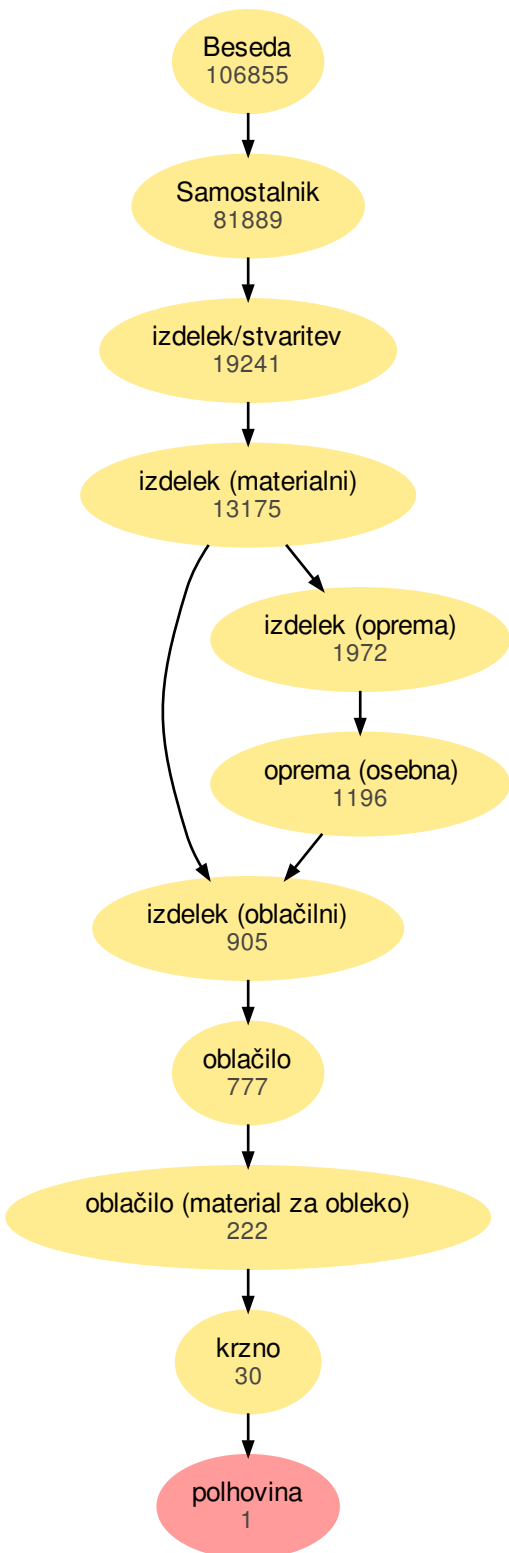 Beseda
106855
Samostalnik
81889
izdelek/stvaritev
19241
izdelek (materialni)
13175
izdelek (oprema)
1972
oprema (osebna)
1196
izdelek (oblačilni)
905
oblačilo
777
oblačilo (material za obleko)
222
krzno
30
polhovina
1